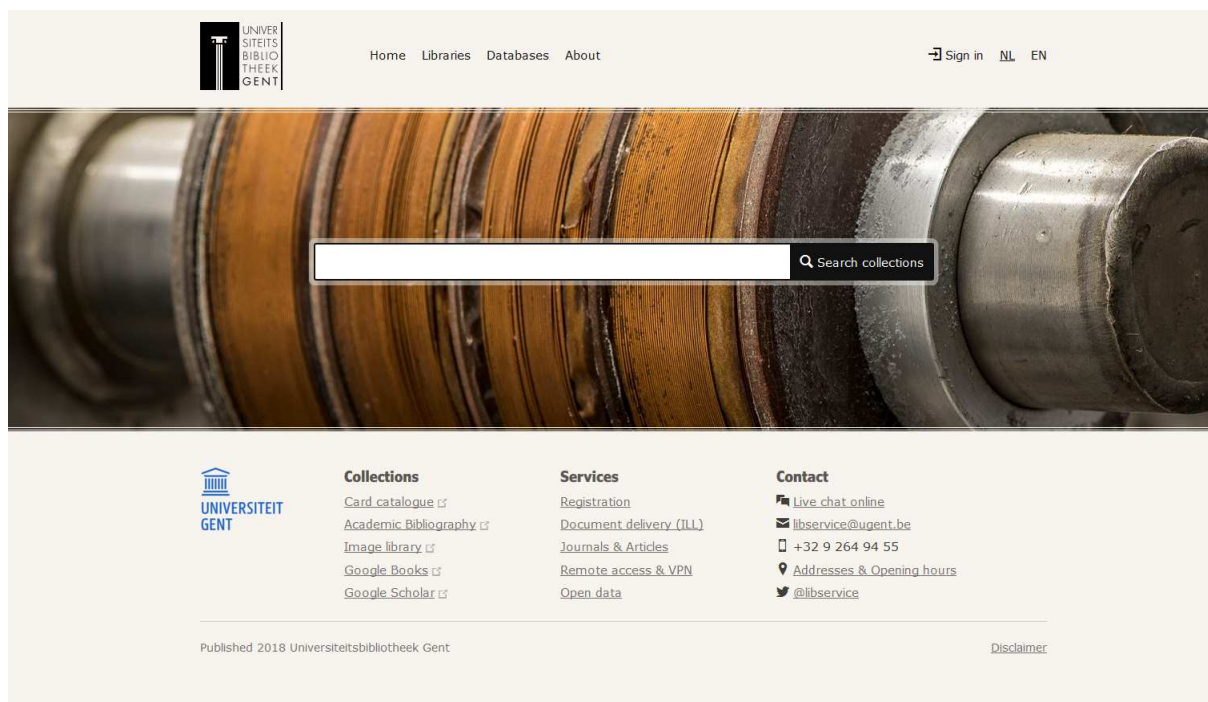 UNIVER
SITEITS
BIBLIO
THEEK
GENT
Home Libraries Databases About
Sign in NL EN
Search collections
UNIVERSITEIT
GENT
Collections
Card catalogue
Academic Bibliography
Image library
Google Books
Google Scholar
Services
Registration
Document delivery (ILL)
Journals & Articles
Remote access & VPN
Open data
Contact
Live chat online
libservice@ugent.be
+32 9 264 94 55
Addresses & Opening hours
@libservice
Published 2018 Universiteitsbibliotheek Gent
Disclaimer